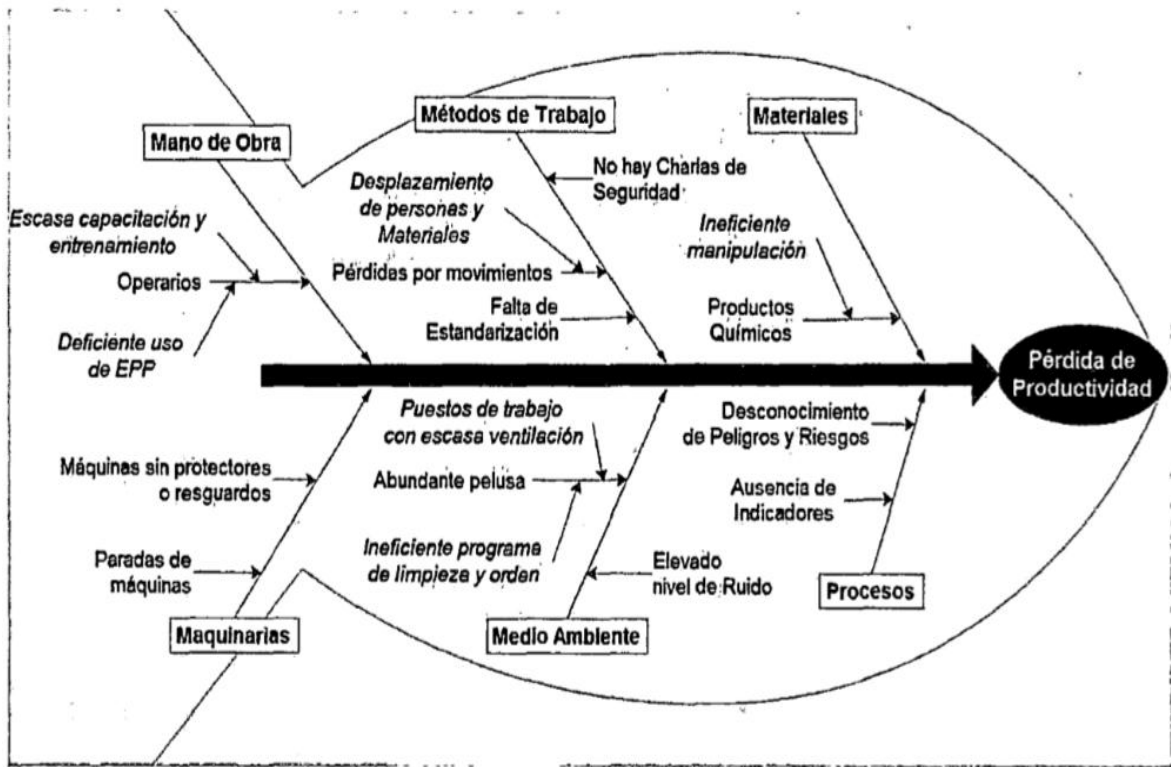 Métodos de Trabajo
Materiales
Mano de Obra
No hay Charlas de
Seguridad
Desplazamiento
de personas y
Materiales
Escasa capacitación y
entrenamiento
Ineficiente
manipulación
Operarios
Pérdidas por movimientos
Falta de
Estandarización
Productos
Químicos
Deficiente uso
de EPP
Pérdida de
Productividad
Puestos de trabajo
con escasa ventilación
Desconocimiento
de Peligros y Riesgos
Máquinas sin protectores
o resguardos
Abundante pelusa
Ausencia de
Indicadores
Ineficiente programa
de limpieza y orden
Paradas de
máquinas
Elevado
nivel de Ruido
Procesos
Maquinarias
Medio Ambiente